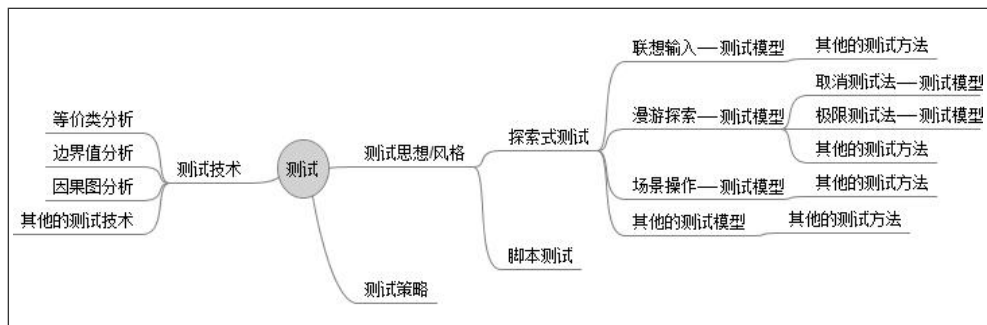 等价类分析
边界值分析
因果图分析
其他的测试技术
测试技术
测试
测试思想/风格
测试策略
探索式测试
脚本测试
联想输入—测试模型
其他的测试方法
漫游探索—测试模型
取消测试法—测试模型
极限测试法—测试模型
其他的测试方法
场景操作—测试模型
其他的测试方法
其他的测试模型
其他的测试方法